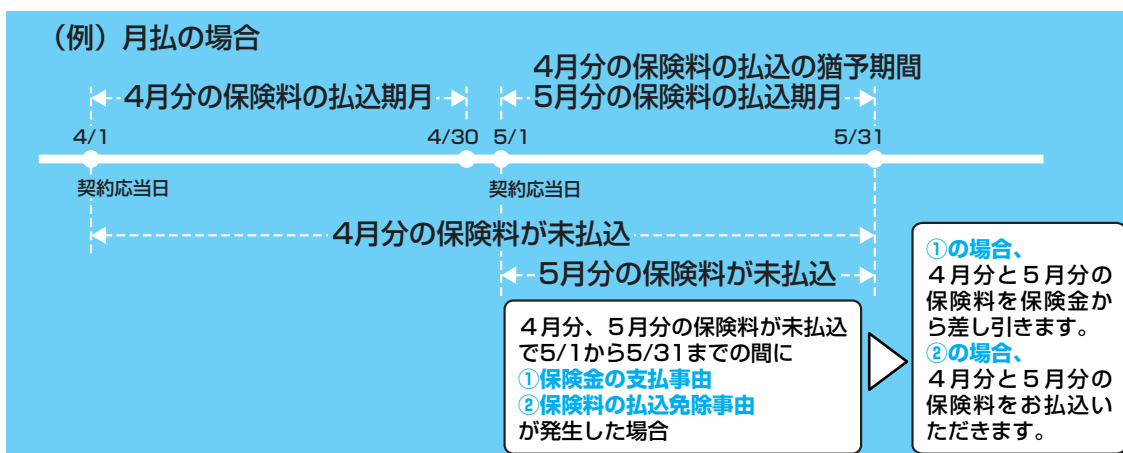 (例)月払の場合
4月分の保険料の払込の猶予期間
4月分の保険料の払込期月
5月分の保険料の払込期月
4/1
4/30
5/1
5/31
契約応当日
契約応当日
4月分の保険料が未払込
5月分の保険料が未払込
4月分、5月分の保険料が未払込
で5/1から5/31までの間に
①保険金の支払事由
②保険料の払込免除事由
が発生した場合
①の場合、
4月分と5月分の
保険料を保険金か
ら差し引きます。
②の場合、
4月分と5月分の
保険料をお払込い
ただきます。